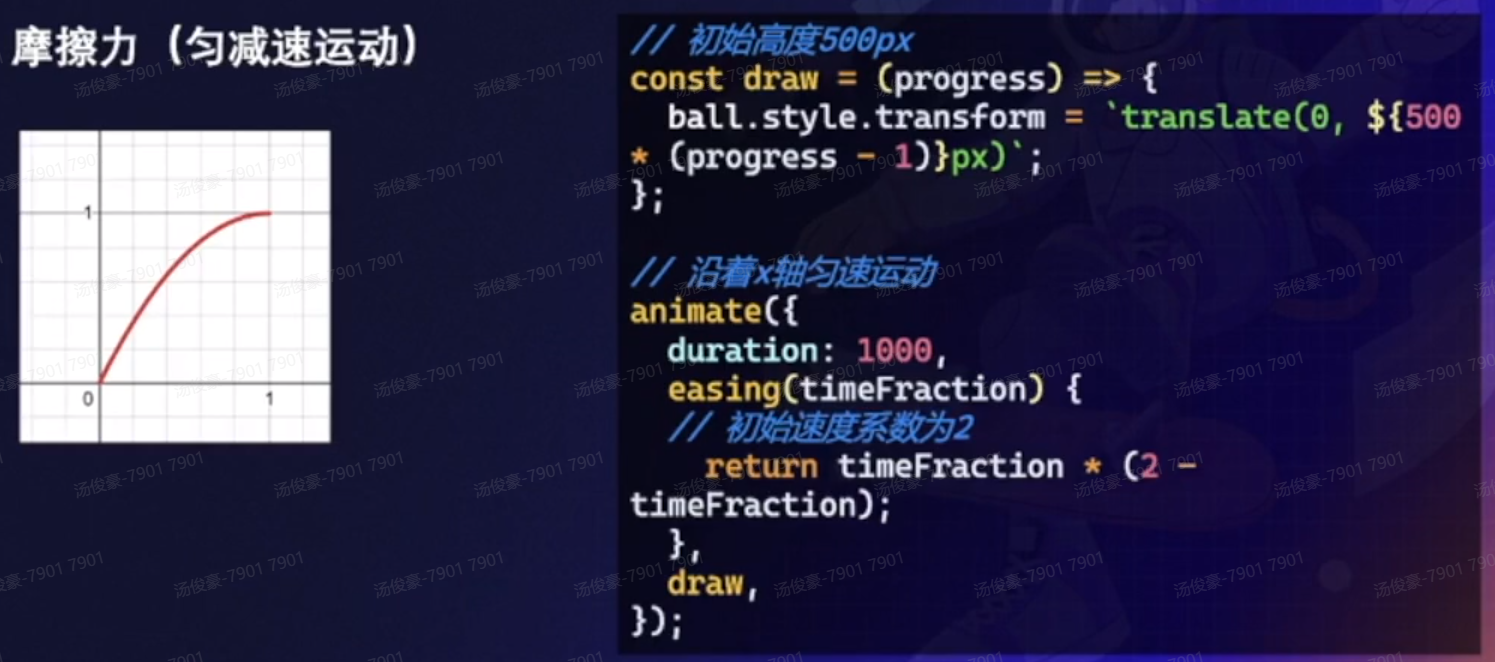 摩擦力（匀减速运动）
1
0
1
// 初始高度500px
const draw = (progress) => {
  ball.style.transform = `translate(0, ${500
* (progress - 1)}px)`;
};
// 沿着x轴匀速运动
animate({
  duration: 1000,
  easing(timeFraction) {
  // 初始速度系数为2
    return timeFraction * (2 -
timeFraction);
  },
  draw,
});
汤俊豪-7901 7901